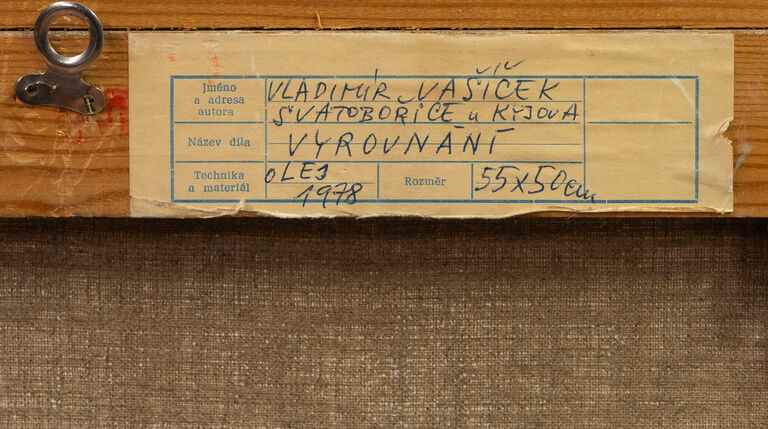 Jméno
a adresa
autora
VLADIMÍR VAŠÍČEK
SVATOBOŘICE u KYJOVA
Název díla
VYROVNÁNÍ
Technika
a materiál
OLEJ
1978
Rozměr
55x50cm